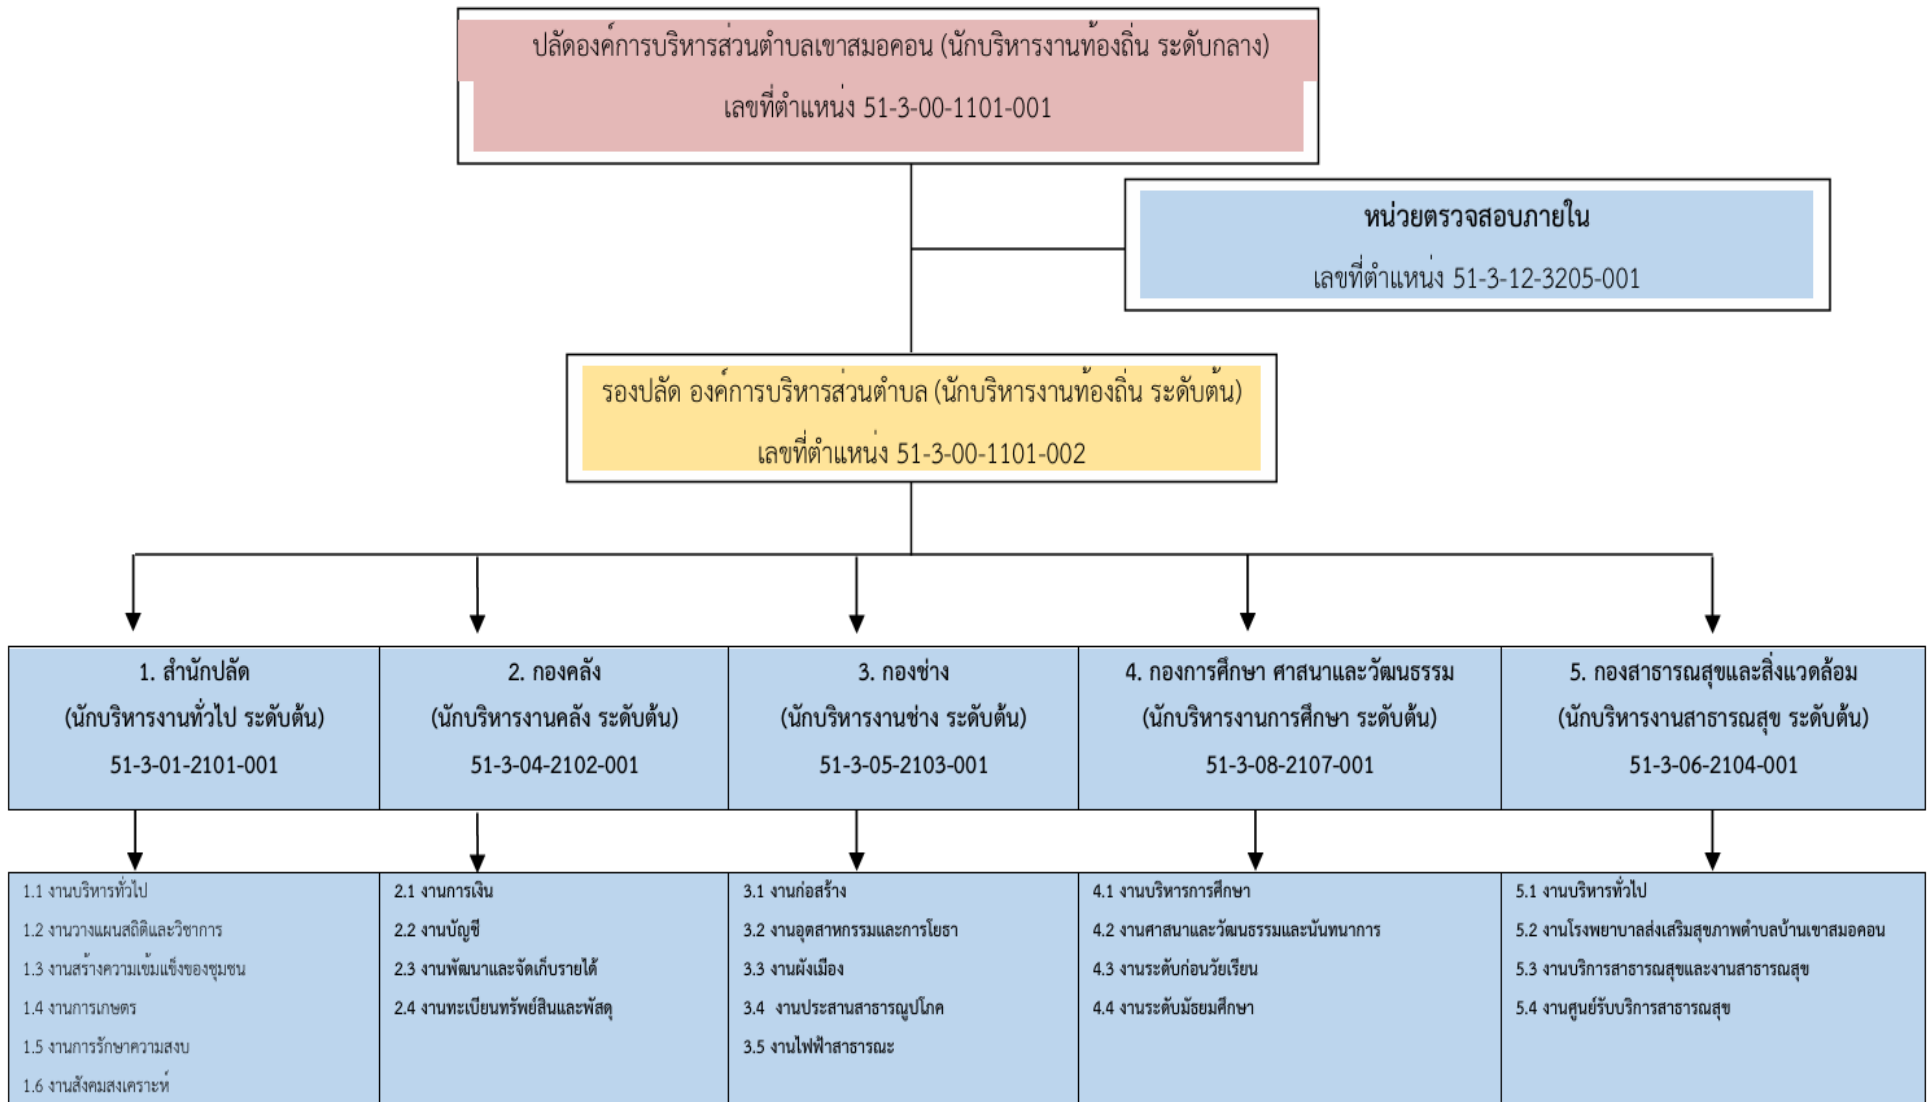 ปลัดองค์การบริหารส่วนตำบลเขาสมอคอน (นักบริหารงานท้องถิ่น ระดับกลาง)
เลขที่ตำแหน่ง 51-3-00-1101-001
หน่วยตรวจสอบภายใน
เลขที่ตำแหน่ง 51-3-12-3205-001
รองปลัด องค์การบริหารส่วนตำบล (นักบริหารงานท้องถิ่น ระดับต้น)
เลขที่ตำแหน่ง 51-3-00-1101-002
1. สำนักปลัด
(นักบริหารงานทั่วไป ระดับต้น)
51-3-01-2101-001
2. กองคลัง
(นักบริหารงานคลัง ระดับต้น)
51-3-04-2102-001
3. กองช่าง
(นักบริหารงานช่าง ระดับต้น)
51-3-05-2103-001
4. กองการศึกษา ศาสนาและวัฒนธรรม
(นักบริหารงานการศึกษา ระดับต้น)
51-3-08-2107-001
5. กองสาธารณสุขและสิ่งแวดล้อม
(นักบริหารงานสาธารณสุข ระดับต้น)
51-3-06-2104-001
1.1 งานบริหารทั่วไป
1.2 งานวางแผนสถิติและวิชาการ
1.3 งานสร้างความเข้มแข็งของชุมชน
1.4 งานการเกษตร
1.5 งานการรักษาความสงบ
1.6 งานสังคมสงเคราะห์
2.1 งานการเงิน
2.2 งานบัญชี
2.3 งานพัฒนาและจัดเก็บรายได้
2.4 งานทะเบียนทรัพย์สินและพัสดุ
3.1 งานก่อสร้าง
3.2 งานอุตสาหกรรมและการโยธา
3.3 งานผังเมือง
3.4 งานประสานสาธารณูปโภค
3.5 งานไฟฟ้าสาธารณะ
4.1 งานบริหารการศึกษา
4.2 งานศาสนาและวัฒนธรรมและนันทนาการ
4.3 งานระดับก่อนวัยเรียน
4.4 งานระดับมัธยมศึกษา
5.1 งานบริหารทั่วไป
5.2 งานโรงพยาบาลส่งเสริมสุขภาพตำบลบ้านเขาสมอคอน
5.3 งานบริการสาธารณสุขและงานสาธารณสุข
5.4 งานศูนย์รับบริการสาธารณสุข